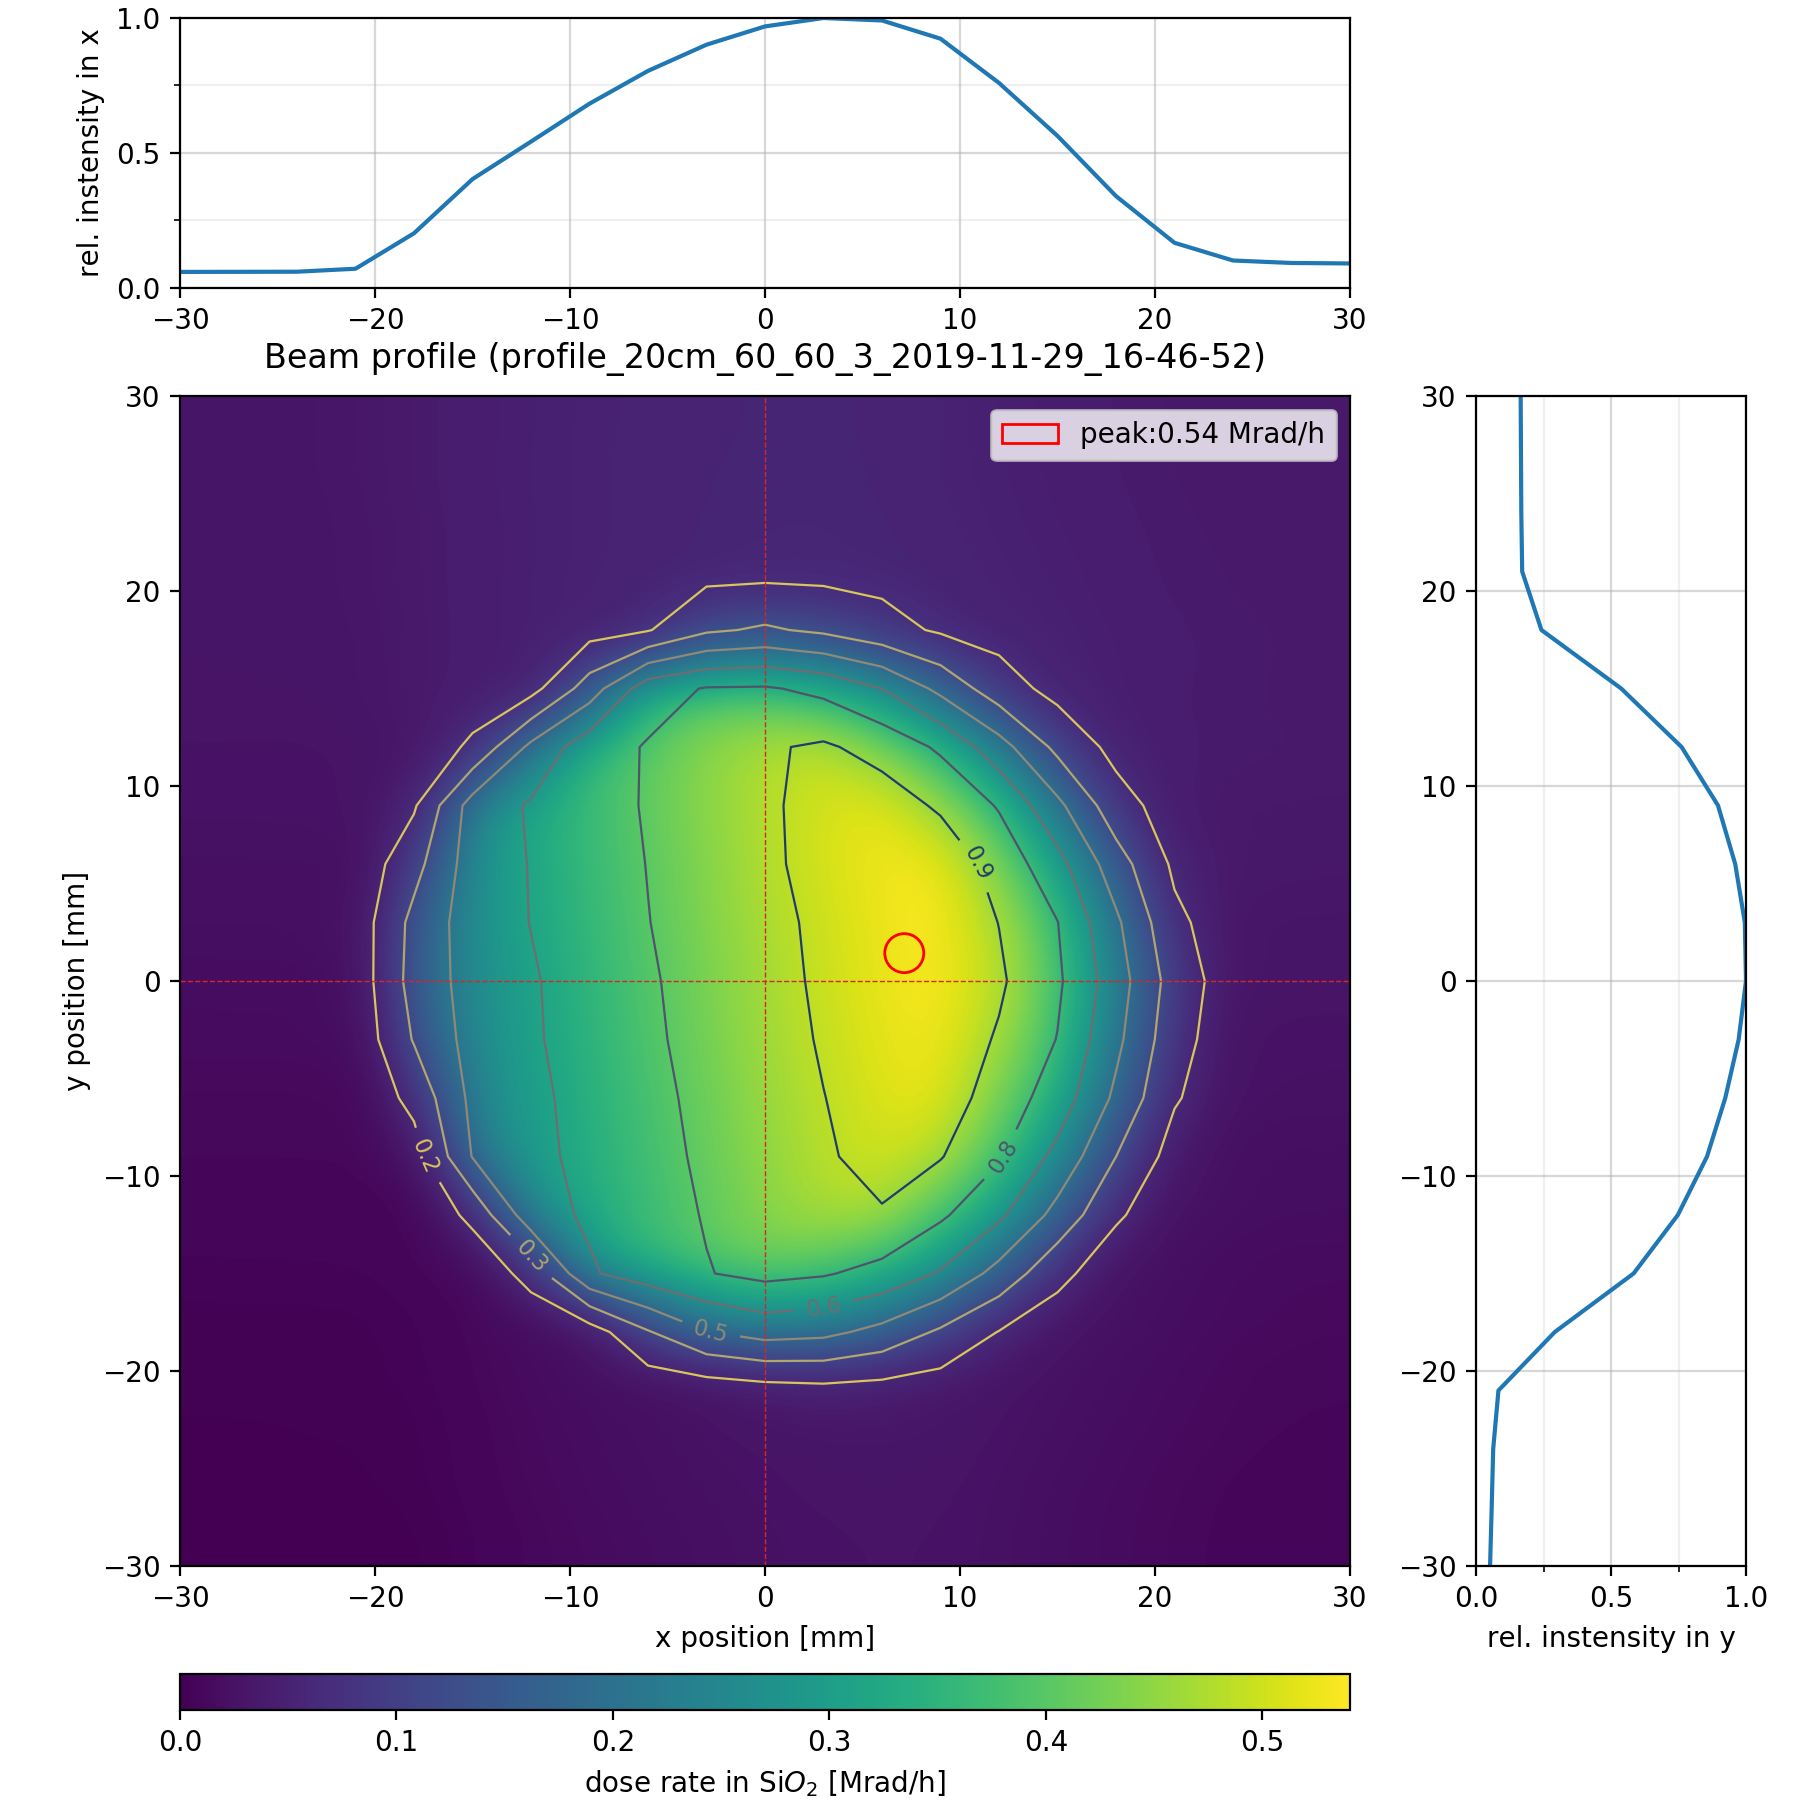 1.0
0.5
0.0
rel. instensity in x
−30 −20 −10 0 10 20 30
Beam profile (profile_20cm_60_60_3_2019-11-29_16-46-52)
peak:0.54 Mrad/h
30
20
10
0
−10
−20
−30
y position [mm]
0.9
0.8
0.2
0.3
0.6
0.5
−30 −20 −10 0 10 20 30
x position [mm]
30
20
10
0
−10
−20
−30
0.0 0.5 1.0
rel. instensity in y
0.0 0.1 0.2 0.3 0.4 0.5
dose rate in SiO₂ [Mrad/h]